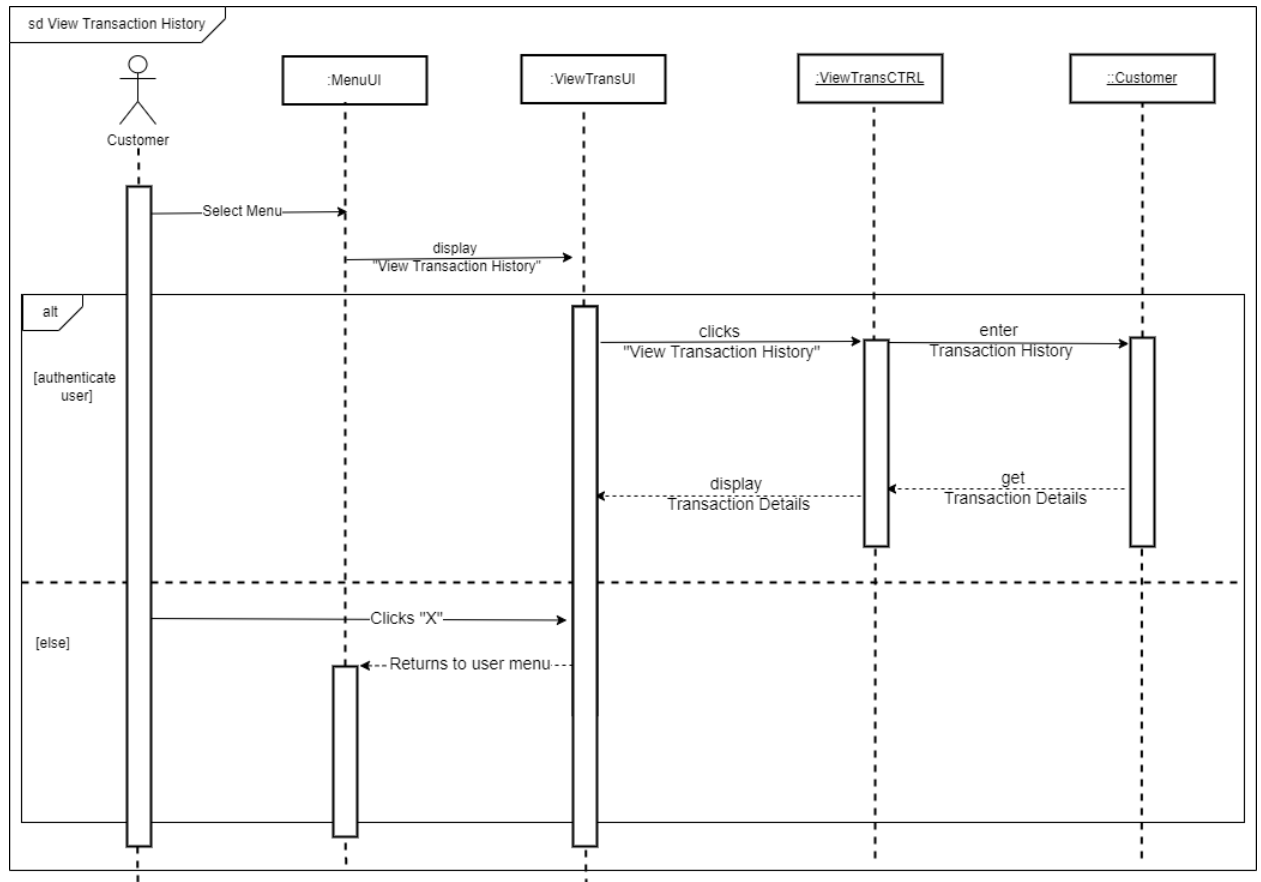 sd View Transaction History
:MenuUI
:ViewTransUI
:ViewTransCTRL
::Customer
Customer
Select Menu
display
"View Transaction History"
alt
clicks
"View Transaction History"
enter
Transaction History
[authenticate
user]
get
Transaction Details
display
Transaction Details
Clicks "X"
[else]
Returns to user menu